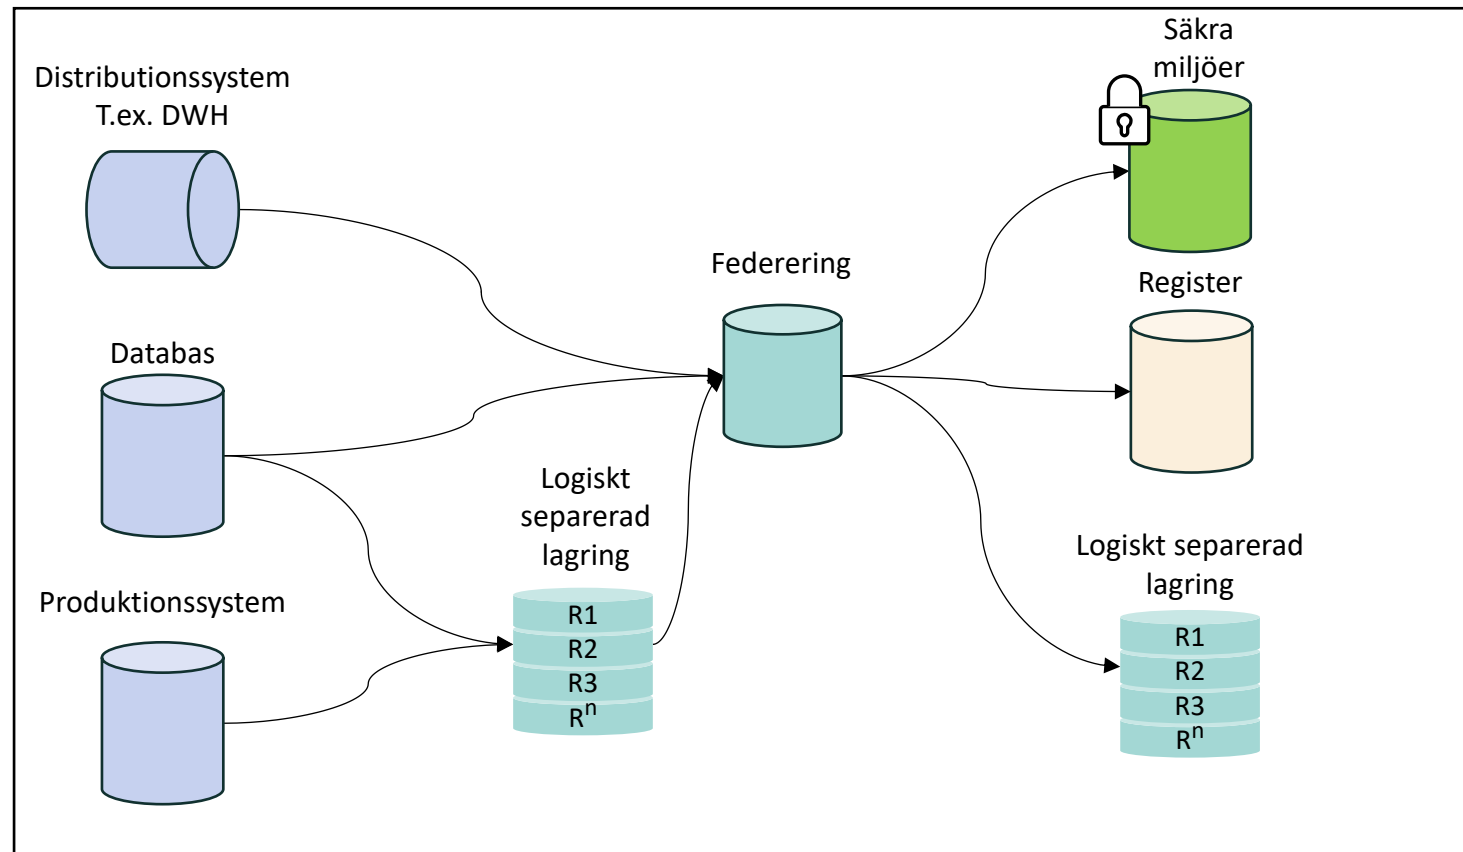 Distributionssystem
T.ex. DWH
Databas
Produktionssystem
Logiskt
separerad
lagring
R1
R2
R3
Rⁿ
Federering
Säkra
miljöer
Register
Logiskt separerad
lagring
R1
R2
R3
Rⁿ